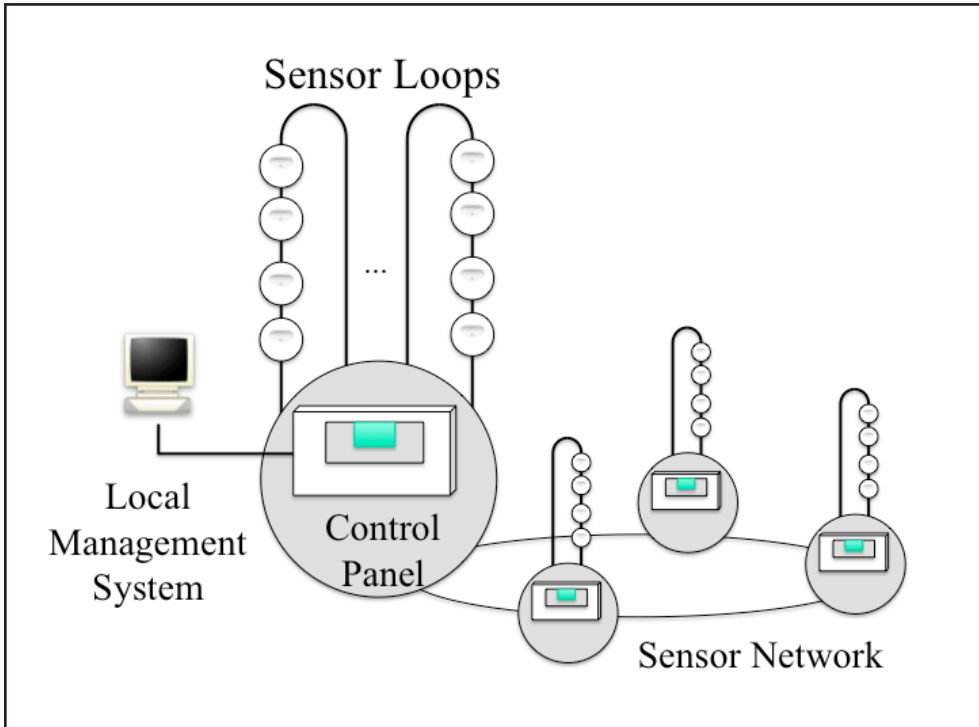 Sensor Loops
...
Local
Management
System
Control
Panel
Sensor Network